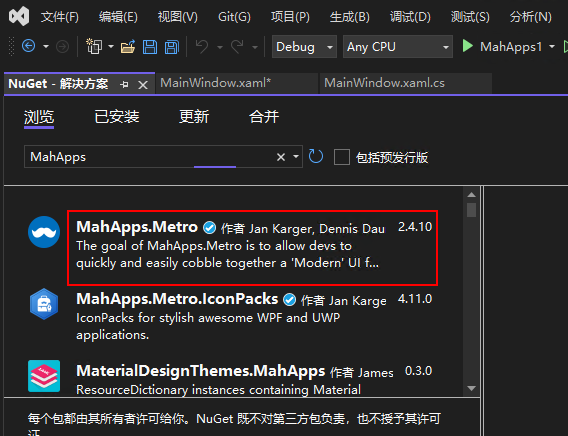 文件(F) 编辑(E) 视图(V) Git(G) 项目(P) 生成(B) 调试(D) 测试(S) 分析(N)
Debug Any CPU MahApps1
NuGet - 解决方案 MainWindow.xaml* MainWindow.xaml.cs
浏览 已安装 更新 合并
MahApps 包括预发行版
MahApps.Metro 作者 Jan Karger, Dennis Dau 2.4.10
The goal of MahApps.Metro is to allow devs to
quickly and easily cobble together a 'Modern' UI f...
MahApps.Metro.IconPacks 作者 Jan Karge 4.11.0
IconPacks for stylish awesome WPF and UWP
applications.
MaterialDesignThemes.MahApps 作者 James 0.3.0
ResourceDictionary instances containing Material
每个包都由其所有者许可给你。NuGet 既不对第三方包负责，也不授予其许可
证